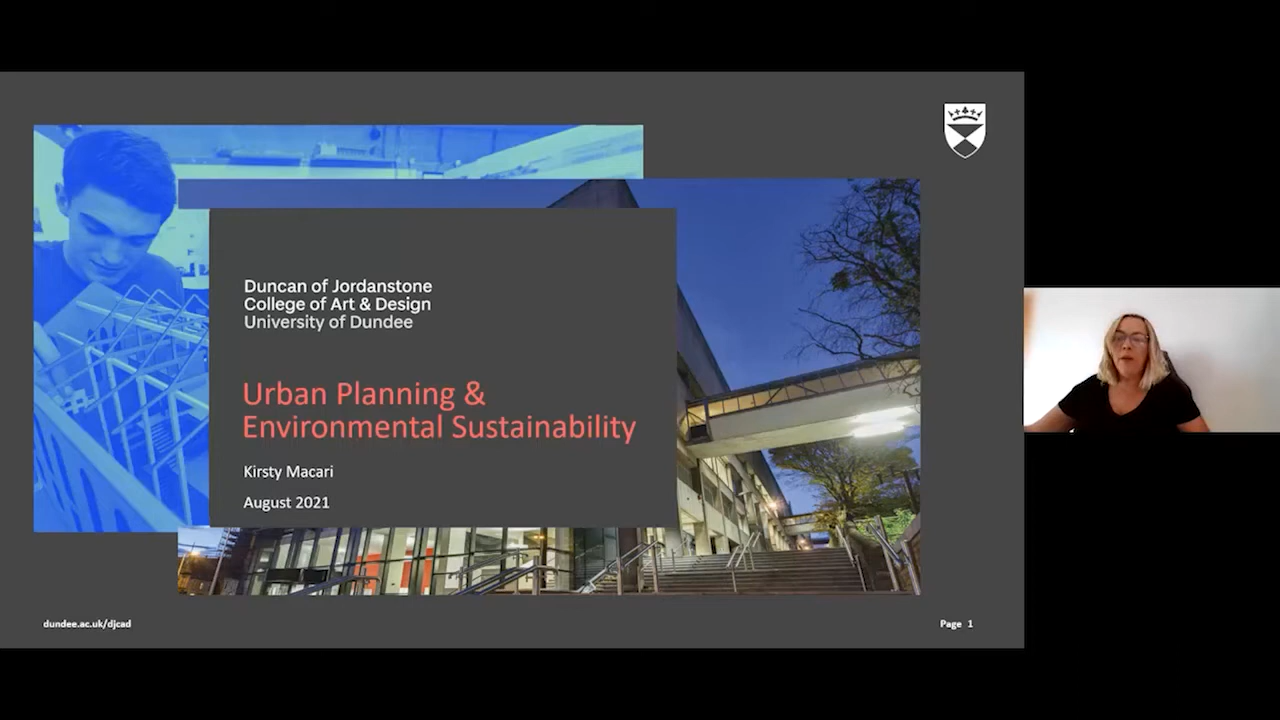 Duncan of Jordanstone
College of Art & Design
University of Dundee
Urban Planning &
Environmental Sustainability
Kirsty Macari
August 2021
dundee.ac.uk/djcad
Page 1